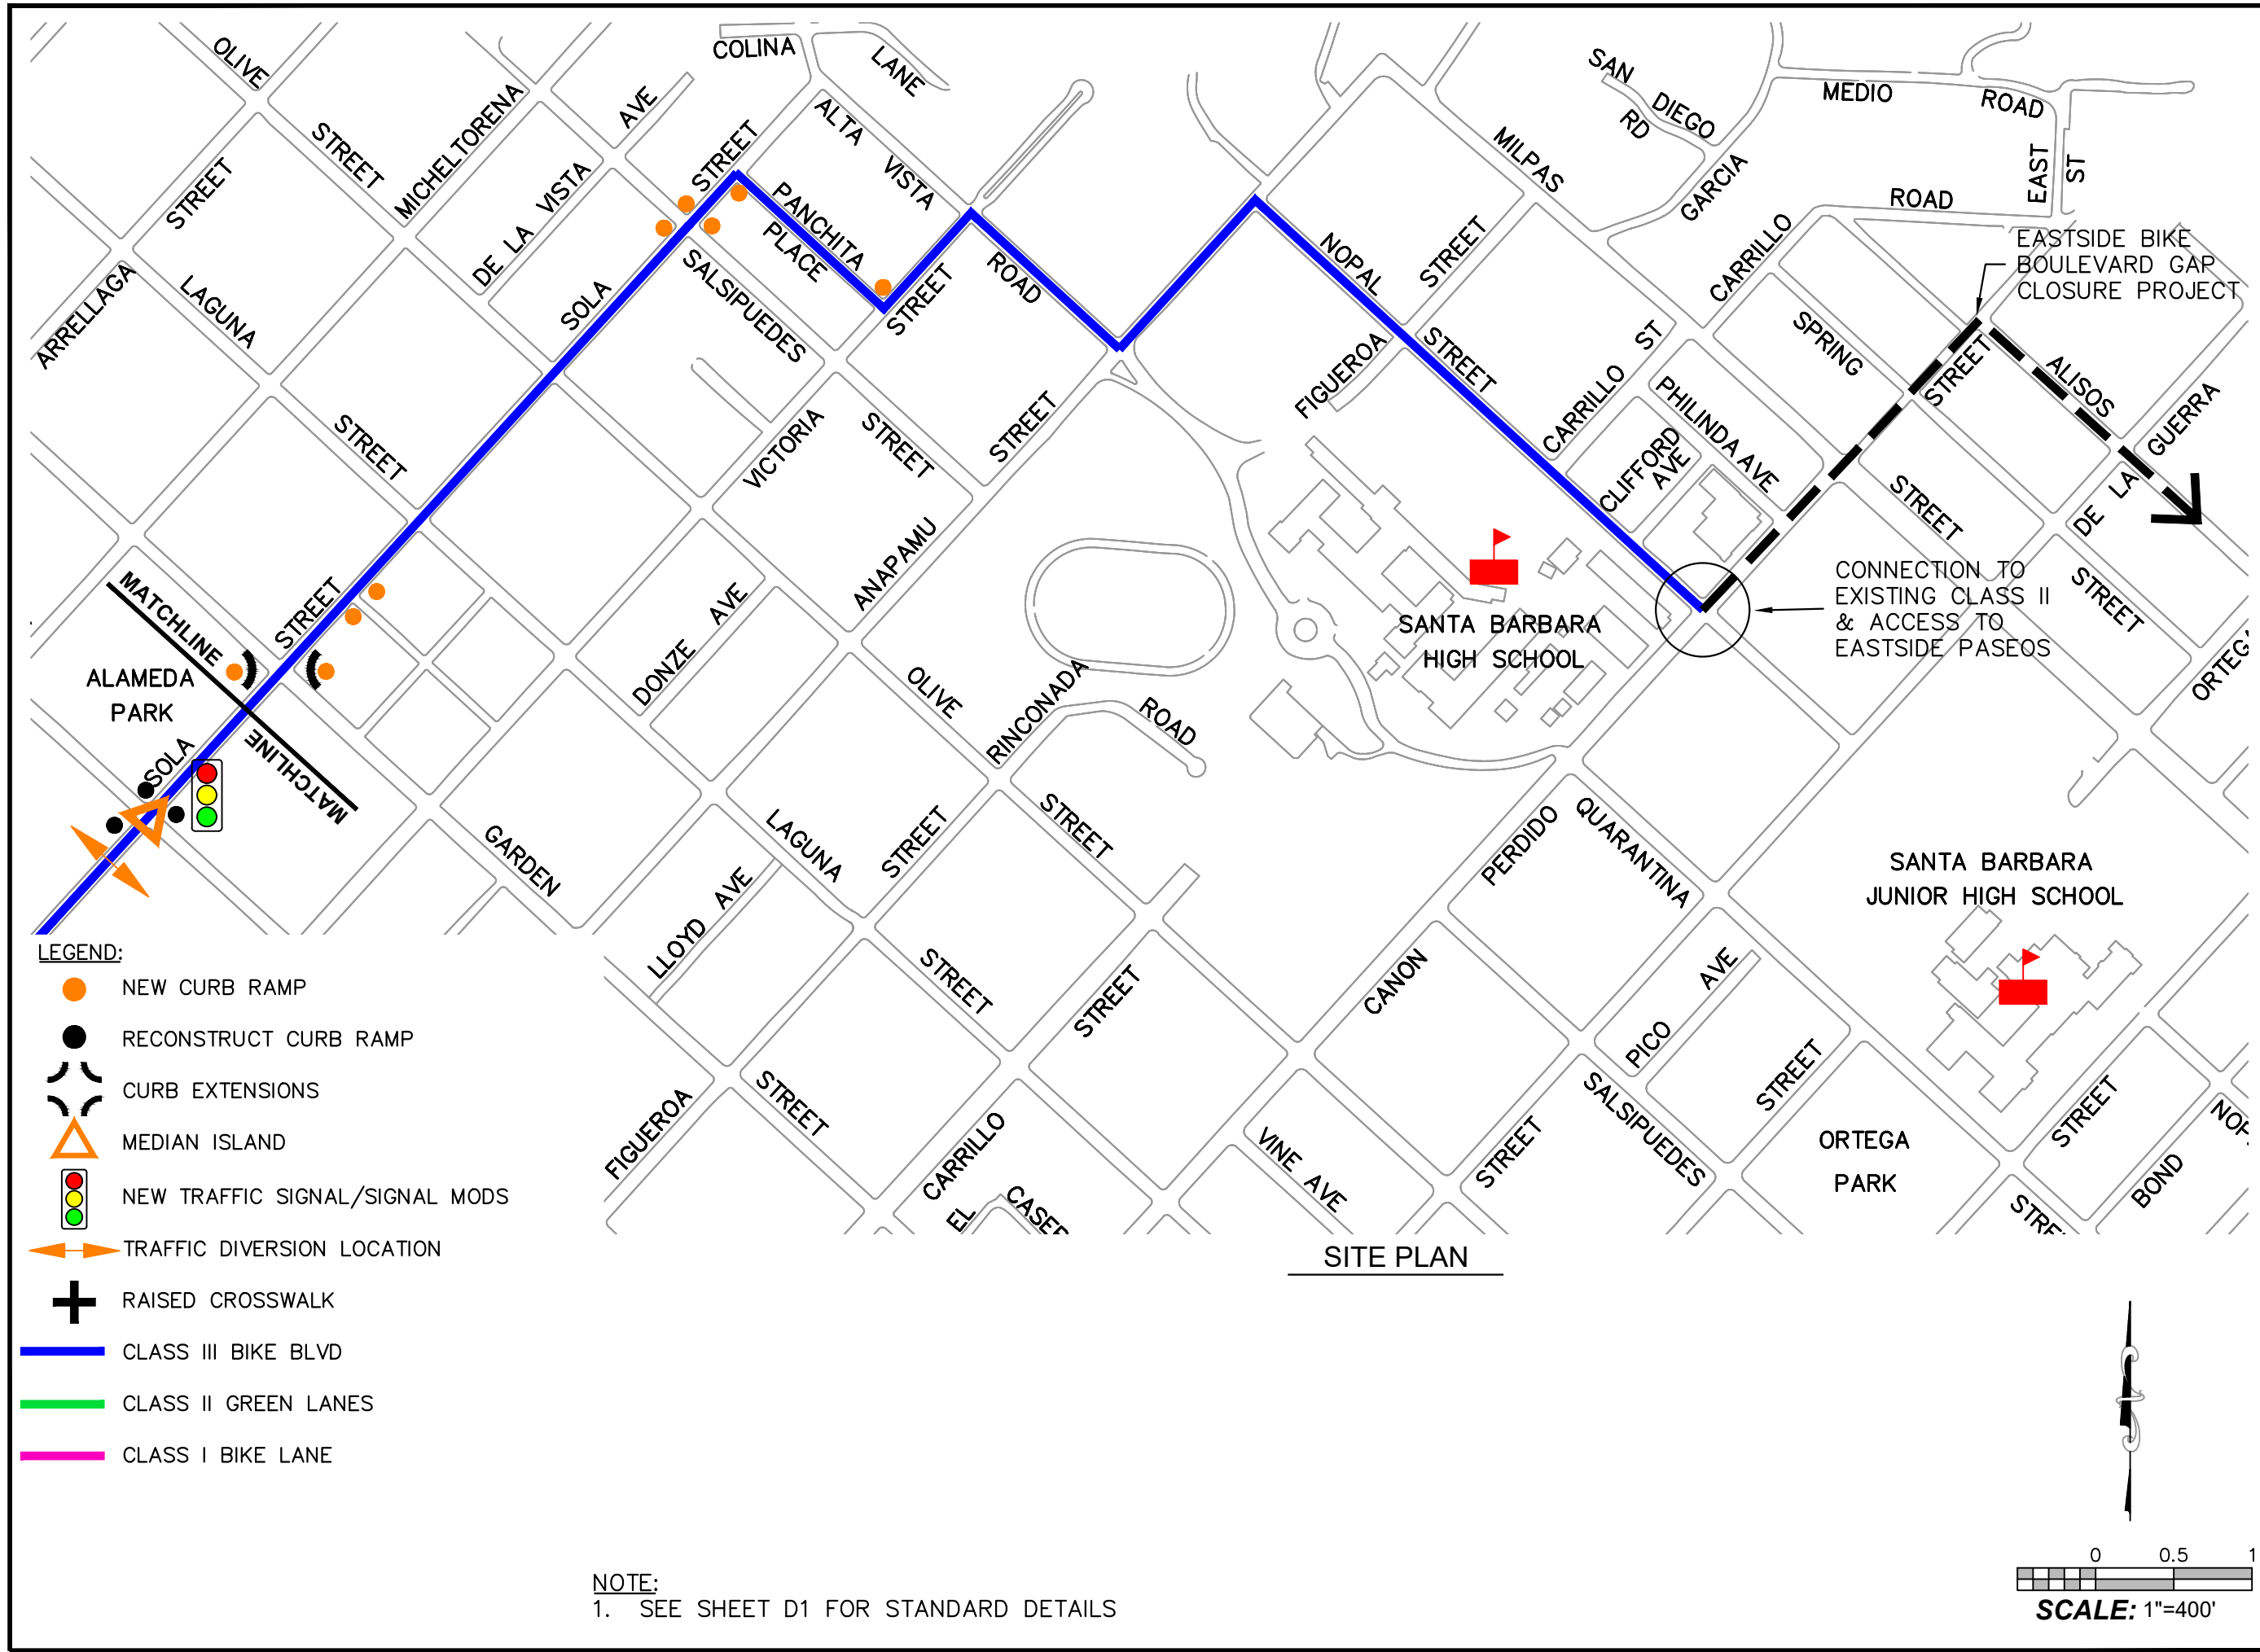 COLINA
LANE
OLIVE
STREET
MICHELTORENA
AVE
DE LA VISTA
STREET
ALTA VISTA
ROAD
SAN DIEGO
RD
MEDIO ROAD
MILPAS
STREET
GARCIA
ROAD
EAST
ST
CARRILLO
EASTSIDE BIKE
BOULEVARD GAP
CLOSURE PROJECT
STREET
ARRELLAGA
LAGUNA
STREET
SOLA
STREET
PANCHITA
PLACE
SALSIPUEDES
STREET
STREET
NOPAL
STREET
FIGUEROA
CARRILLO ST
SPRING
STREET
STREET
ALISOS
STREET
PHILINDA AVE
CLIFFORD
AVE
DE LA GUERRA
VICTORIA
ANAPAMU
STREET
DONZE AVE
MATCHLINE
MATCHLINE
ALAMEDA
PARK
SOLA
SANTA BARBARA
HIGH SCHOOL
CONNECTION TO
EXISTING CLASS II
& ACCESS TO
EASTSIDE PASEOS
OLIVE
STREET
RINCONADA
ROAD
GARDEN
STREET
LAGUNA
STREET
STREET
LLOYD AVE
PERDIDO
CANON
STREET
QUARANTINA
STREET
SANTA BARBARA
JUNIOR HIGH SCHOOL
PICO AVE
FIGUEROA
CARRILLO
STREET
EL
VINE AVE
SALSIPUEDES
ORTEGA
PARK
BOND
STREET
SITE PLAN
LEGEND:
NEW CURB RAMP
RECONSTRUCT CURB RAMP
CURB EXTENSIONS
MEDIAN ISLAND
NEW TRAFFIC SIGNAL/SIGNAL MODS
TRAFFIC DIVERSION LOCATION
RAISED CROSSWALK
CLASS III BIKE BLVD
CLASS II GREEN LANES
CLASS I BIKE LANE
NOTE:
1. SEE SHEET D1 FOR STANDARD DETAILS
0 0.5 1
SCALE: 1"=400'